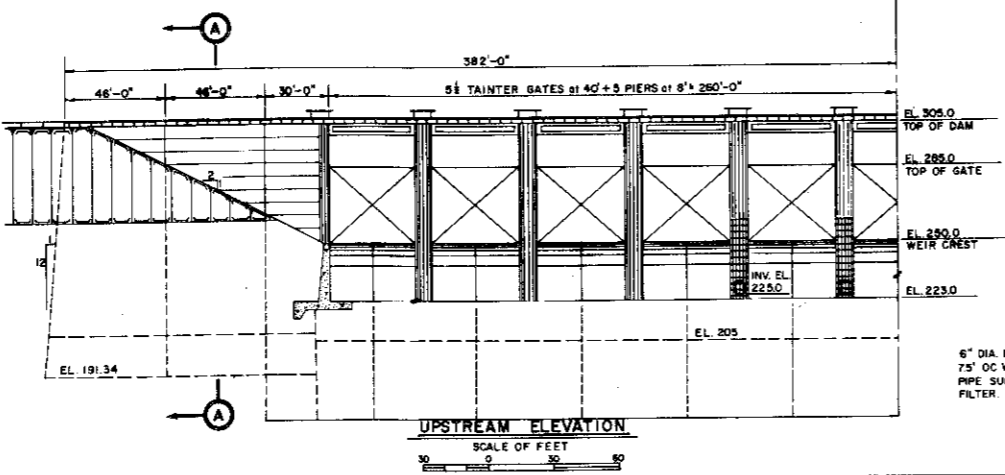 A
382'-0"
46'-0" 46'-0" 30'-0" 5½ TAINTER GATES at 40' + 5 PIERS at 8' = 260'-0"
EL. 305.0
TOP OF DAM
EL. 285.0
TOP OF GATE
2
EL. 250.0
WEIR CREST
12
INV. EL.
225.0
EL. 223.0
EL. 205
EL. 191.34
6" DIA.
7.5' OC
PIPE
FILTER.
A
UPSTREAM ELEVATION
SCALE OF FEET
30 0 30 60